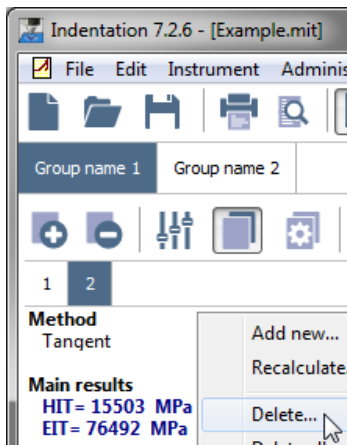 Indentation 7.2.6 - [Example.mit]
File Edit Instrument
Group name 1 Group name 2
1 2
Method
Tangent
Add new...
Recalculate.
Main results
HIT= 15503 MPa
Delete...
EIT= 76492 MPa